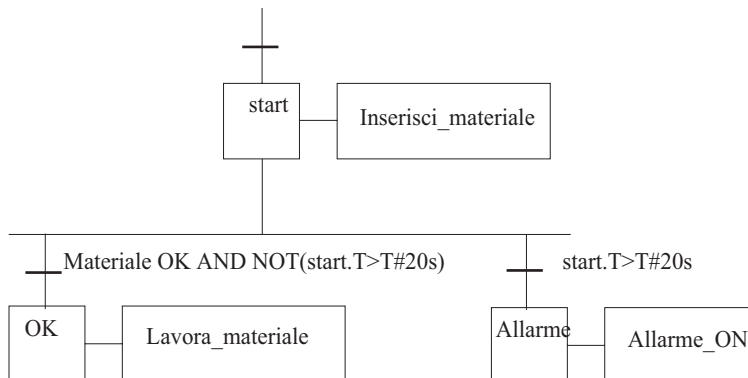 start
Inserisci_materiale
Materiale OK AND NOT(start.T>T#20s)
start.T>T#20s
OK
Lavora_materiale
Allarme
Allarme_ON